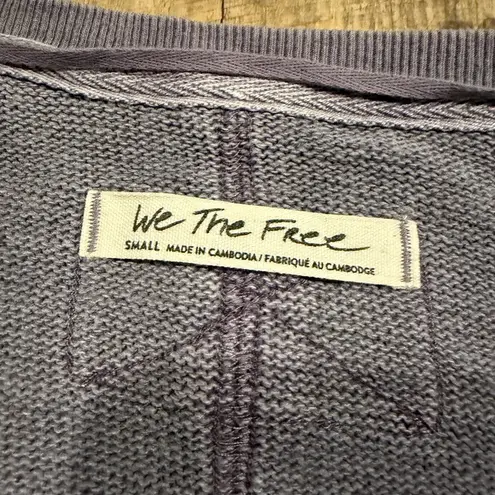 We The Free
SMALL MADE IN CAMBODIA / FABRIQUÉ AU CAMBODGE